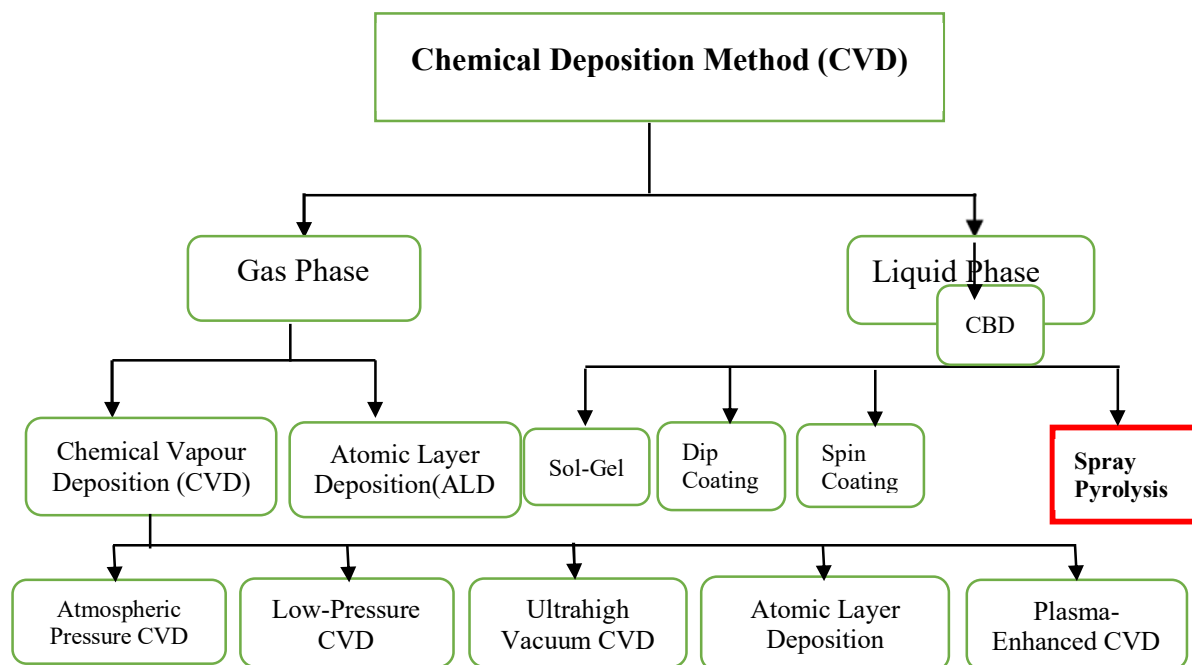 Chemical Deposition Method (CVD)
Gas Phase
Liquid Phase
CBD
Chemical Vapour
Deposition (CVD)
Atomic Layer
Deposition(ALD
Sol-Gel
Dip
Coating
Spin
Coating
Spray
Pyrolysis
Atmospheric
Pressure CVD
Low-Pressure
CVD
Ultrahigh
Vacuum CVD
Atomic Layer
Deposition
Plasma-
Enhanced CVD